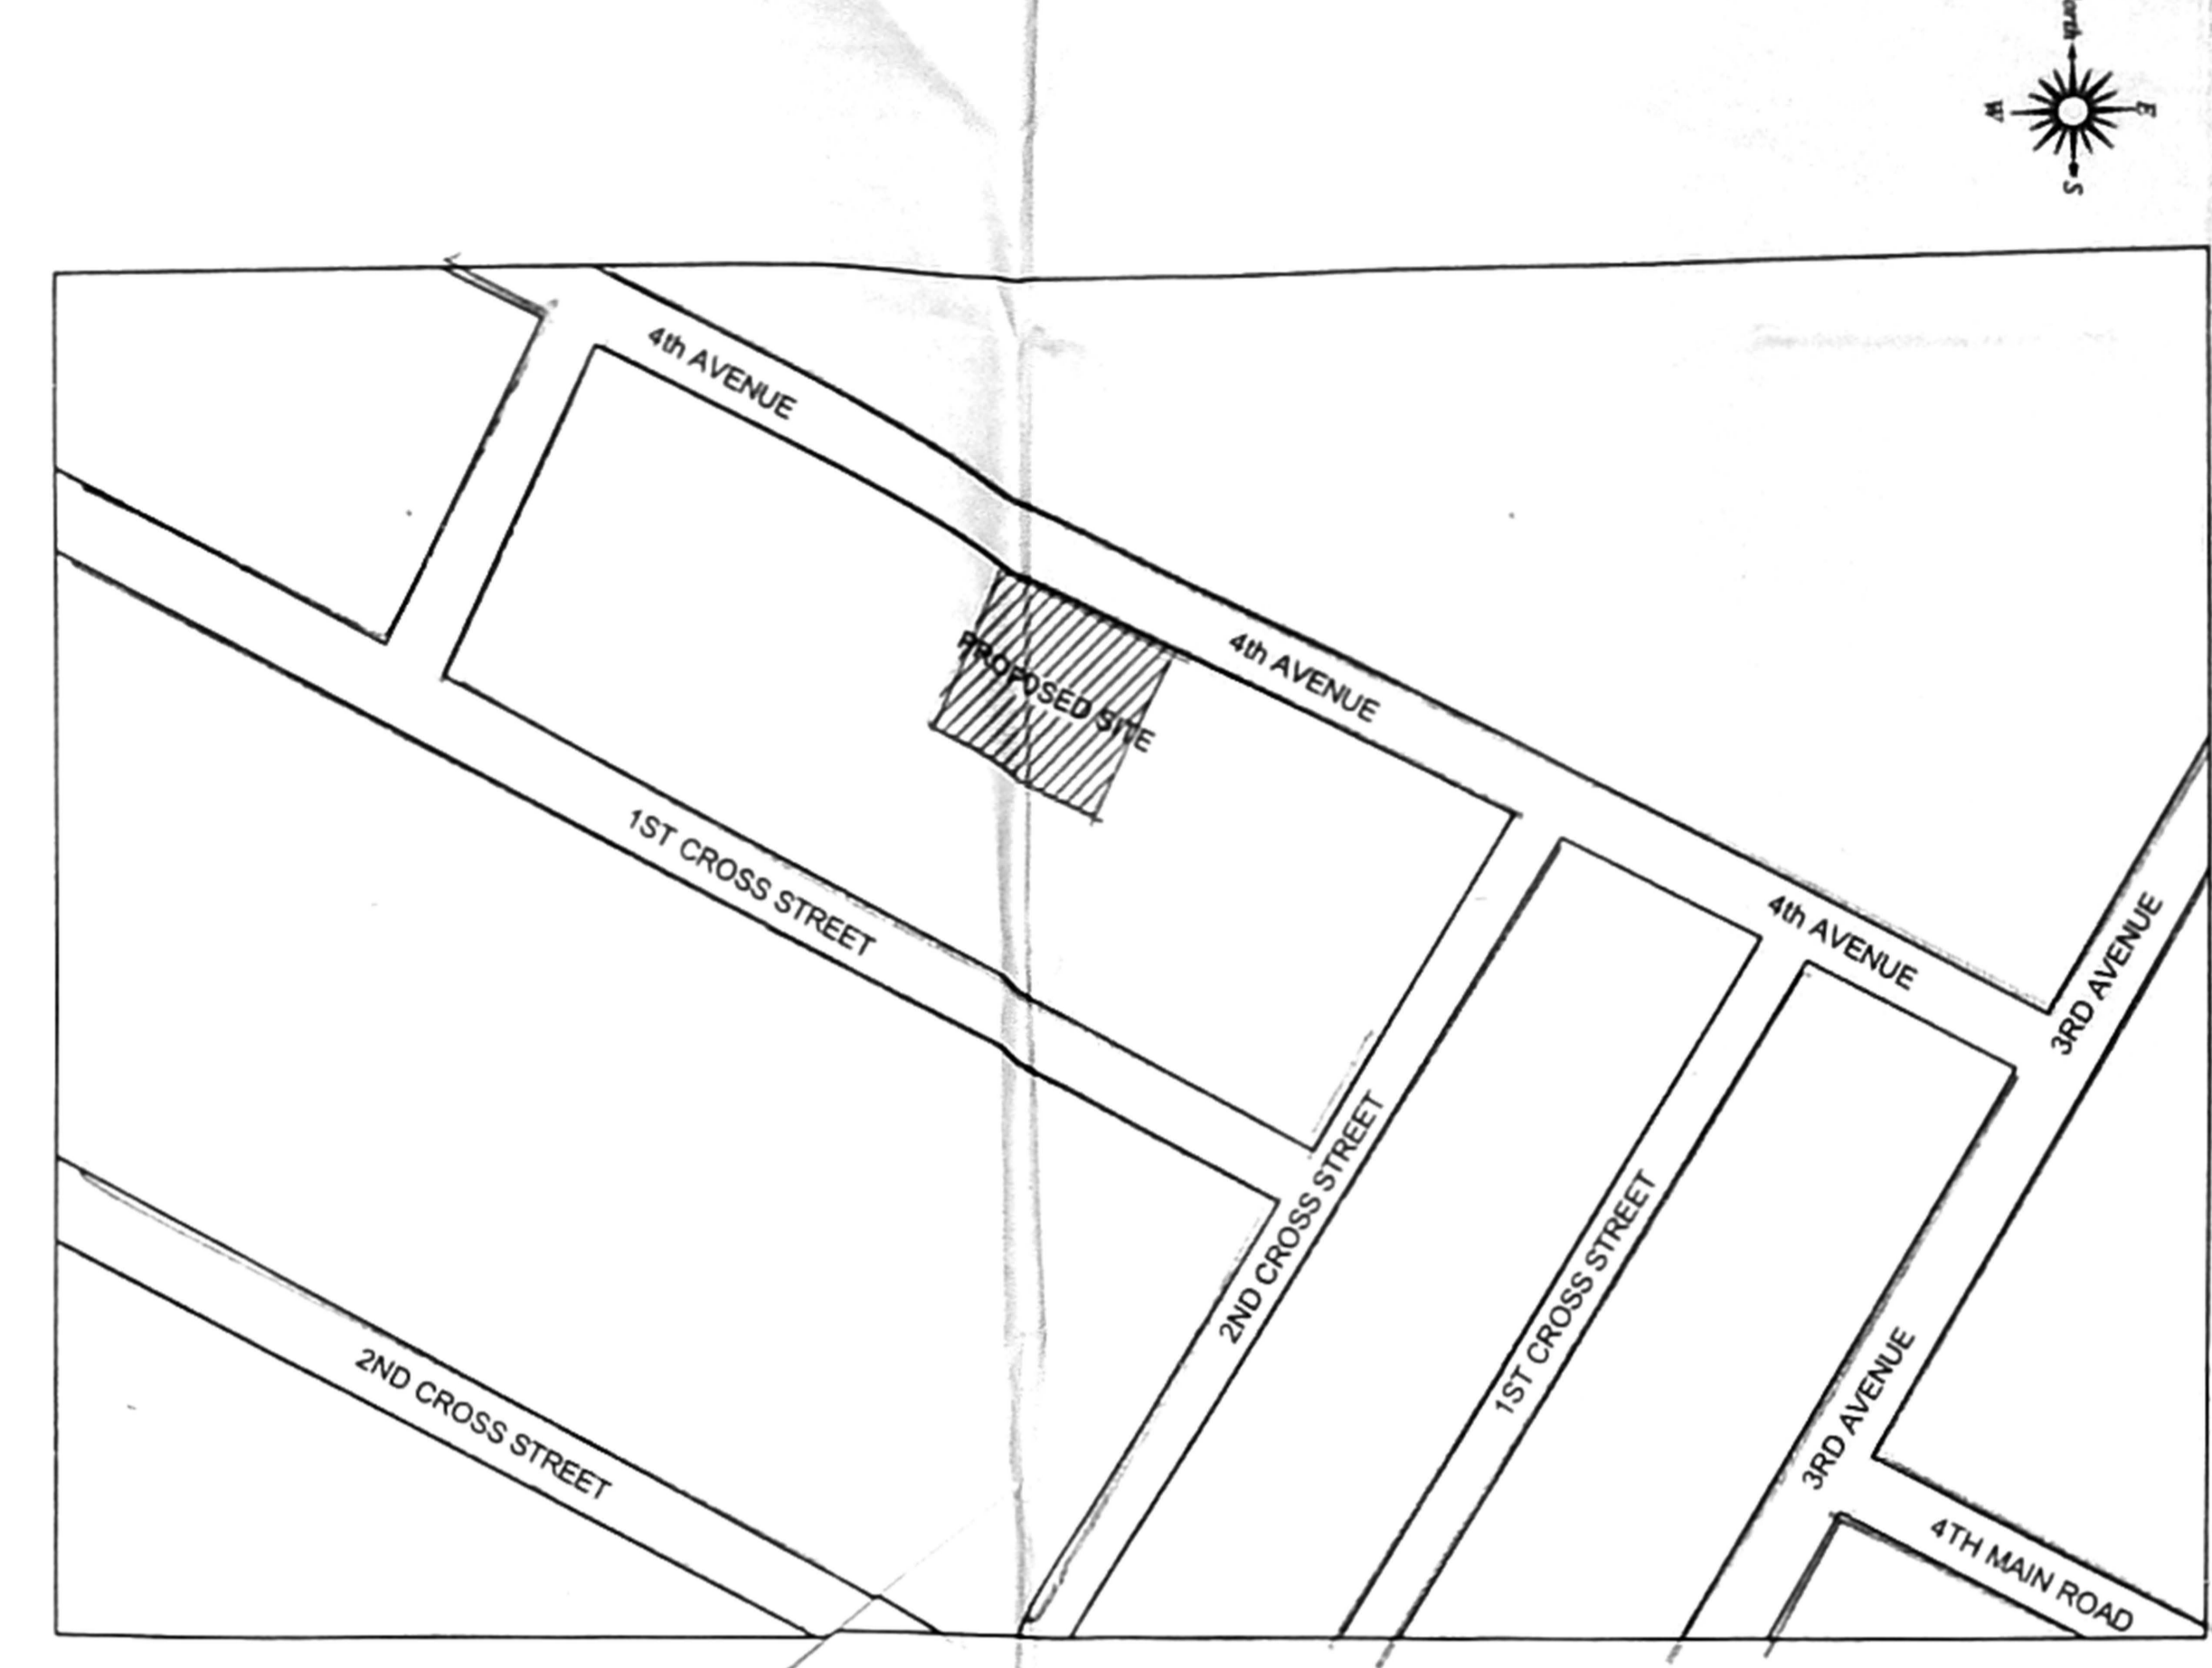 W
E
S
4th AVENUE
PROPOSED SITE
4th AVENUE
1ST CROSS STREET
4th AVENUE
3RD AVENUE
2ND CROSS STREET
1ST CROSS STREET
2ND CROSS STREET
3RD AVENUE
4TH MAIN ROAD